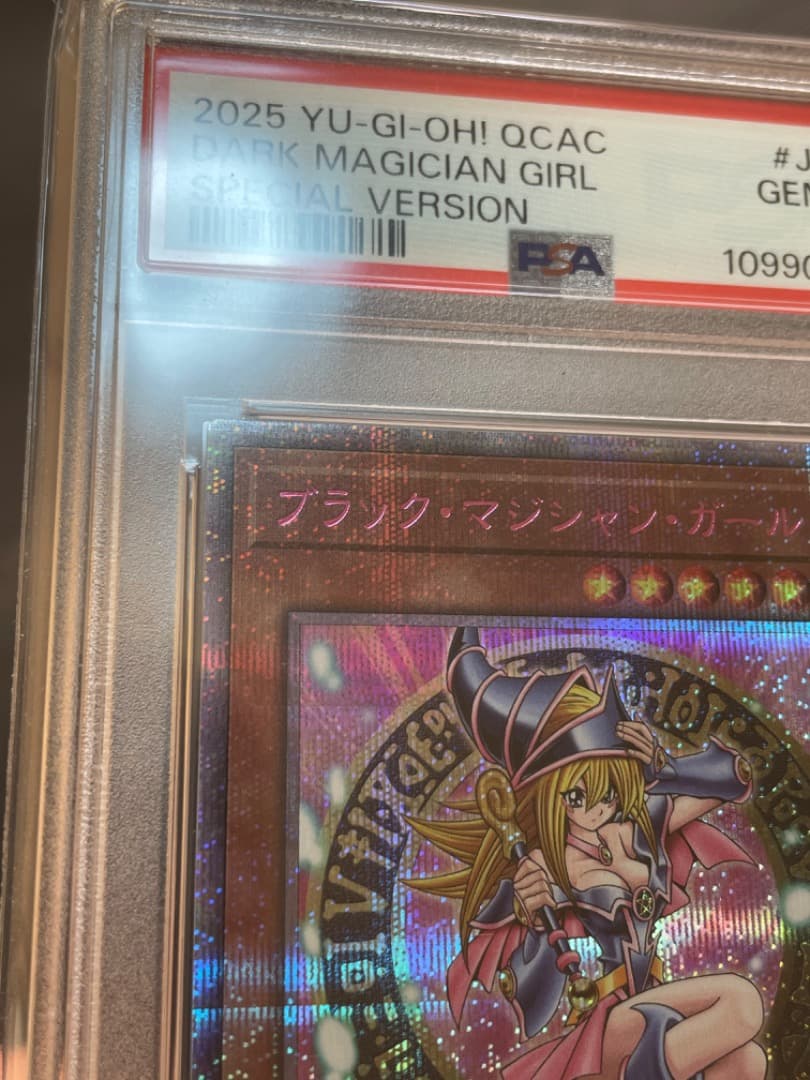 2025 YU-GI-OH! QCAC #J
DARK MAGICIAN GIRL GEM
SPECIAL VERSION
PSA 10990
ブラック・マジシャン・ガール